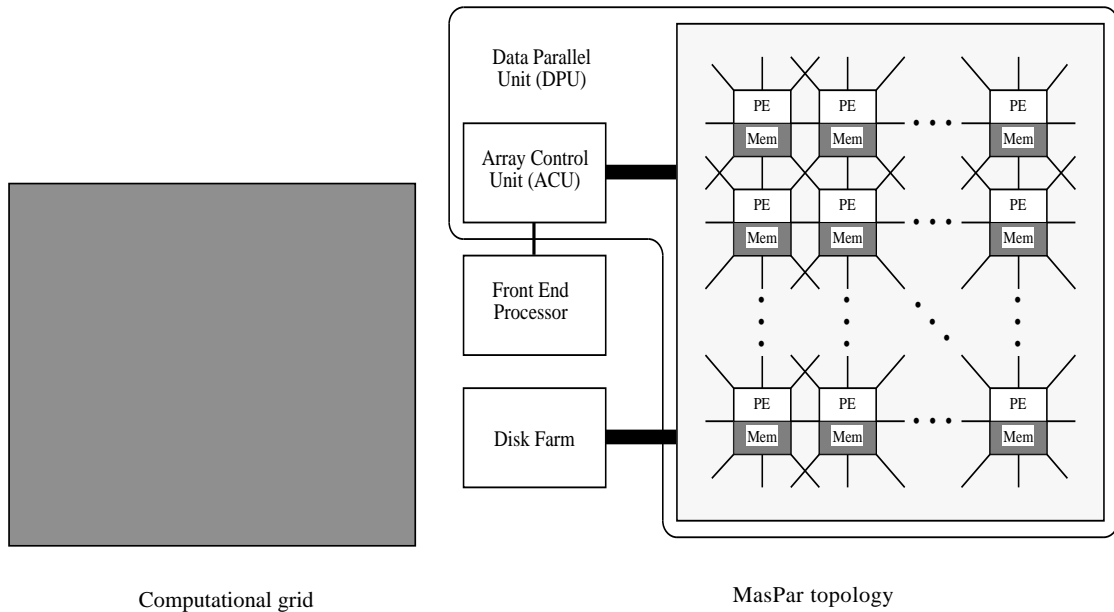 Data Parallel
Unit (DPU)
Array Control
Unit (ACU)
Front End
Processor
Disk Farm
PE PE PE
Mem Mem Mem
PE PE PE
Mem Mem Mem
PE PE PE
Mem Mem Mem
Computational grid
MasPar topology